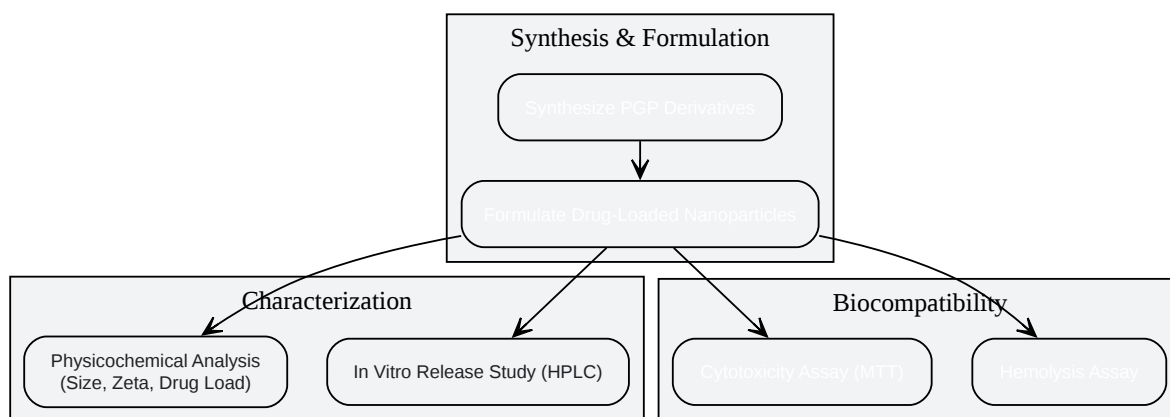 Synthesis & Formulation
Synthesize PGP Derivatives
Formulate Drug-Loaded Nanoparticles
Characterization
Physicochemical Analysis
(Size, Zeta, Drug Load)
In Vitro Release Study (HPLC)
Biocompatibility
Cytotoxicity Assay (MTT)
Hemolysis Assay